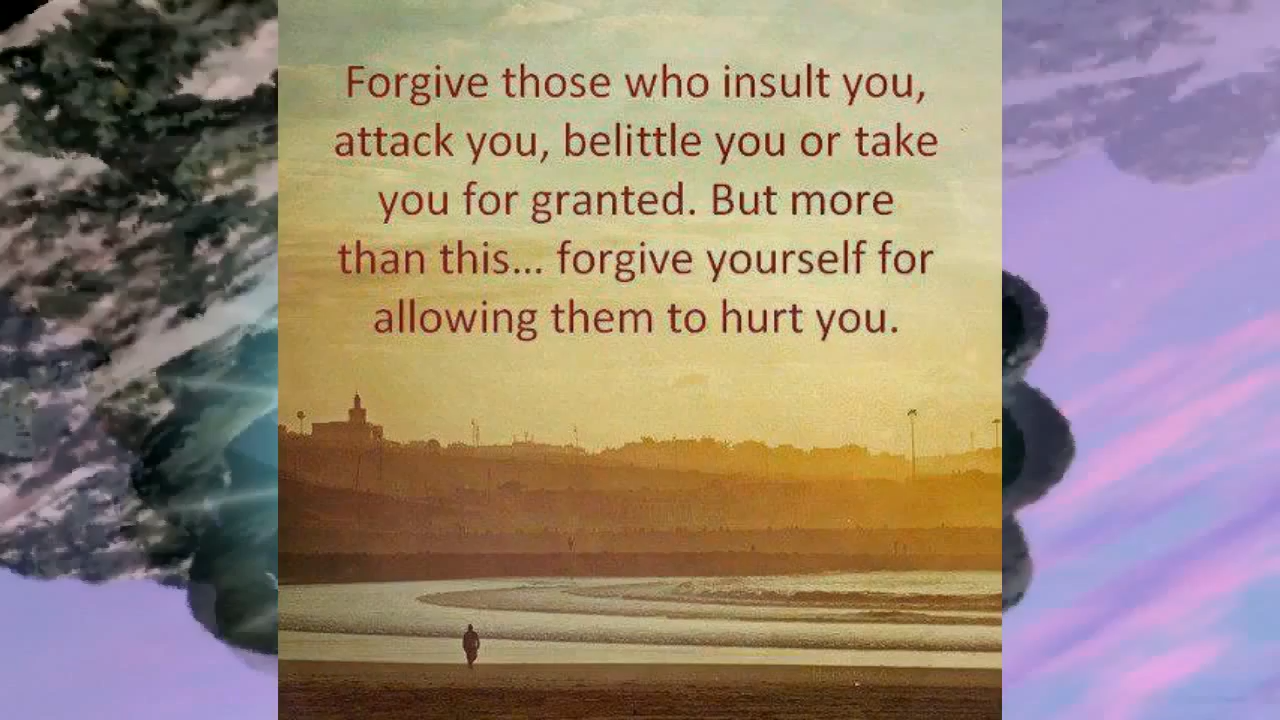 Forgive those who insult you,
attack you, belittle you or take
you for granted. But more
than this... forgive yourself for
allowing them to hurt you.